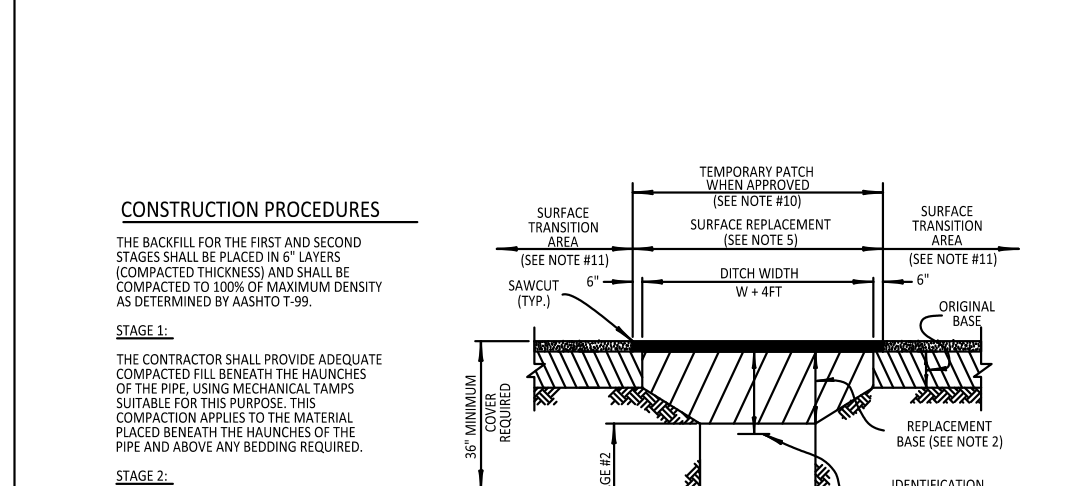 CONSTRUCTION PROCEDURES
THE BACKFILL FOR THE FIRST AND SECOND
STAGES SHALL BE PLACED IN 6" LAYERS
(COMPACTED THICKNESS) AND SHALL BE
COMPACTED TO 100% OF MAXIMUM DENSITY
AS DETERMINED BY AASHTO T-99.
STAGE 1:
THE CONTRACTOR SHALL PROVIDE ADEQUATE
COMPACTED FILL BENEATH THE HAUNCHES
OF THE PIPE, USING MECHANICAL TAMPS
SUITABLE FOR THIS PURPOSE. THIS
COMPACTION APPLIES TO THE MATERIAL
PLACED BENEATH THE HAUNCHES OF THE
PIPE AND ABOVE ANY BEDDING REQUIRED.
STAGE 2:
TEMPORARY PATCH
WHEN APPROVED
(SEE NOTE #10)
SURFACE
TRANSITION
AREA
(SEE NOTE #11)
SURFACE REPLACEMENT
(SEE NOTE 5)
SURFACE
TRANSITION
AREA
(SEE NOTE #11)
6"
DITCH WIDTH
W + 4FT
6"
SAWCUT
(TYP.)
ORIGINAL
BASE
36" MINIMUM
COVER
REQUIRED
REPLACEMENT
BASE (SEE NOTE 2)
GE #2
IDENTIFICATION